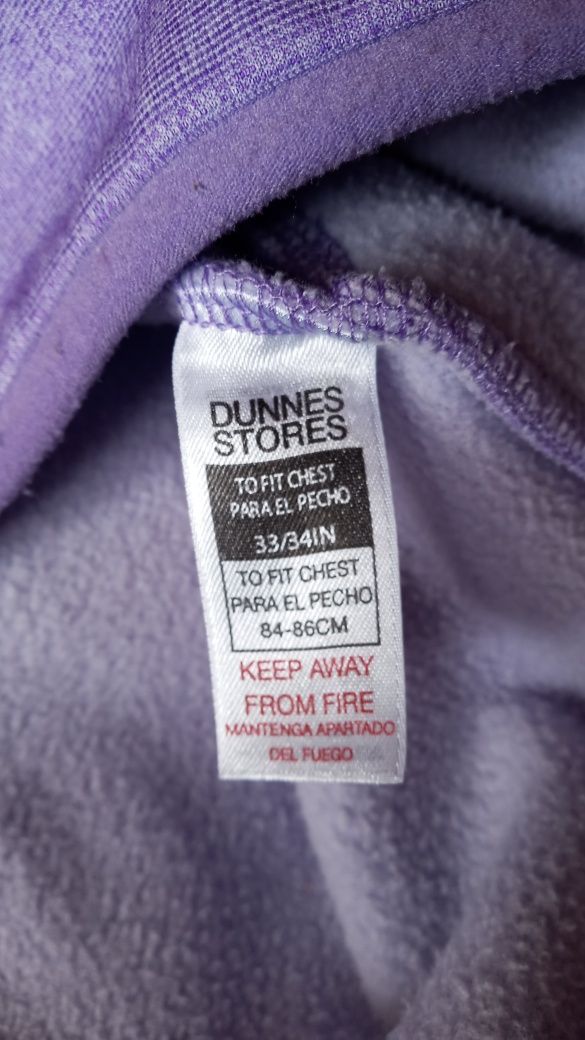 DUNNES
STORES
TO FIT CHEST
PARA EL PECHO
33/34IN
TO FIT CHEST
PARA EL PECHO
84-86CM
KEEP AWAY
FROM FIRE
MANTENGA APARTADO
DEL FUEGO